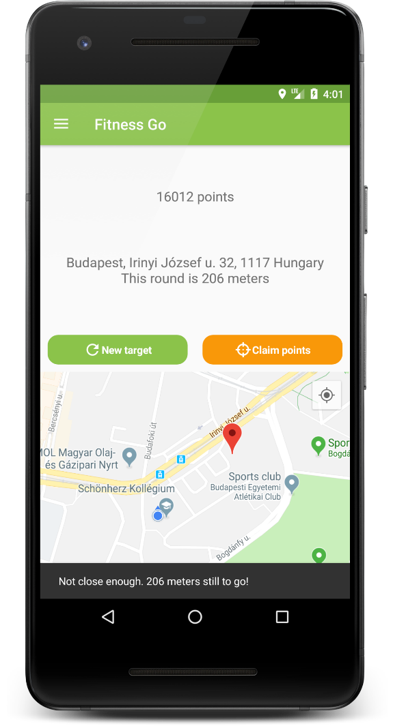 LTE 4:01
Fitness Go
16012 points
Budapest, Irinyi József u. 32, 1117 Hungary
This round is 206 meters
New target
Claim points
Bercsényi u.
Budafoki út
Irinyi József u.
MOL Magyar Olaj-
és Gázipari Nyrt
Spor
Bogdá
Schönherz Kollégium
Sports club
Budapesti Egyetemi
Atlétikai Club
Bogdánfy u.
Not close enough. 206 meters still to go!